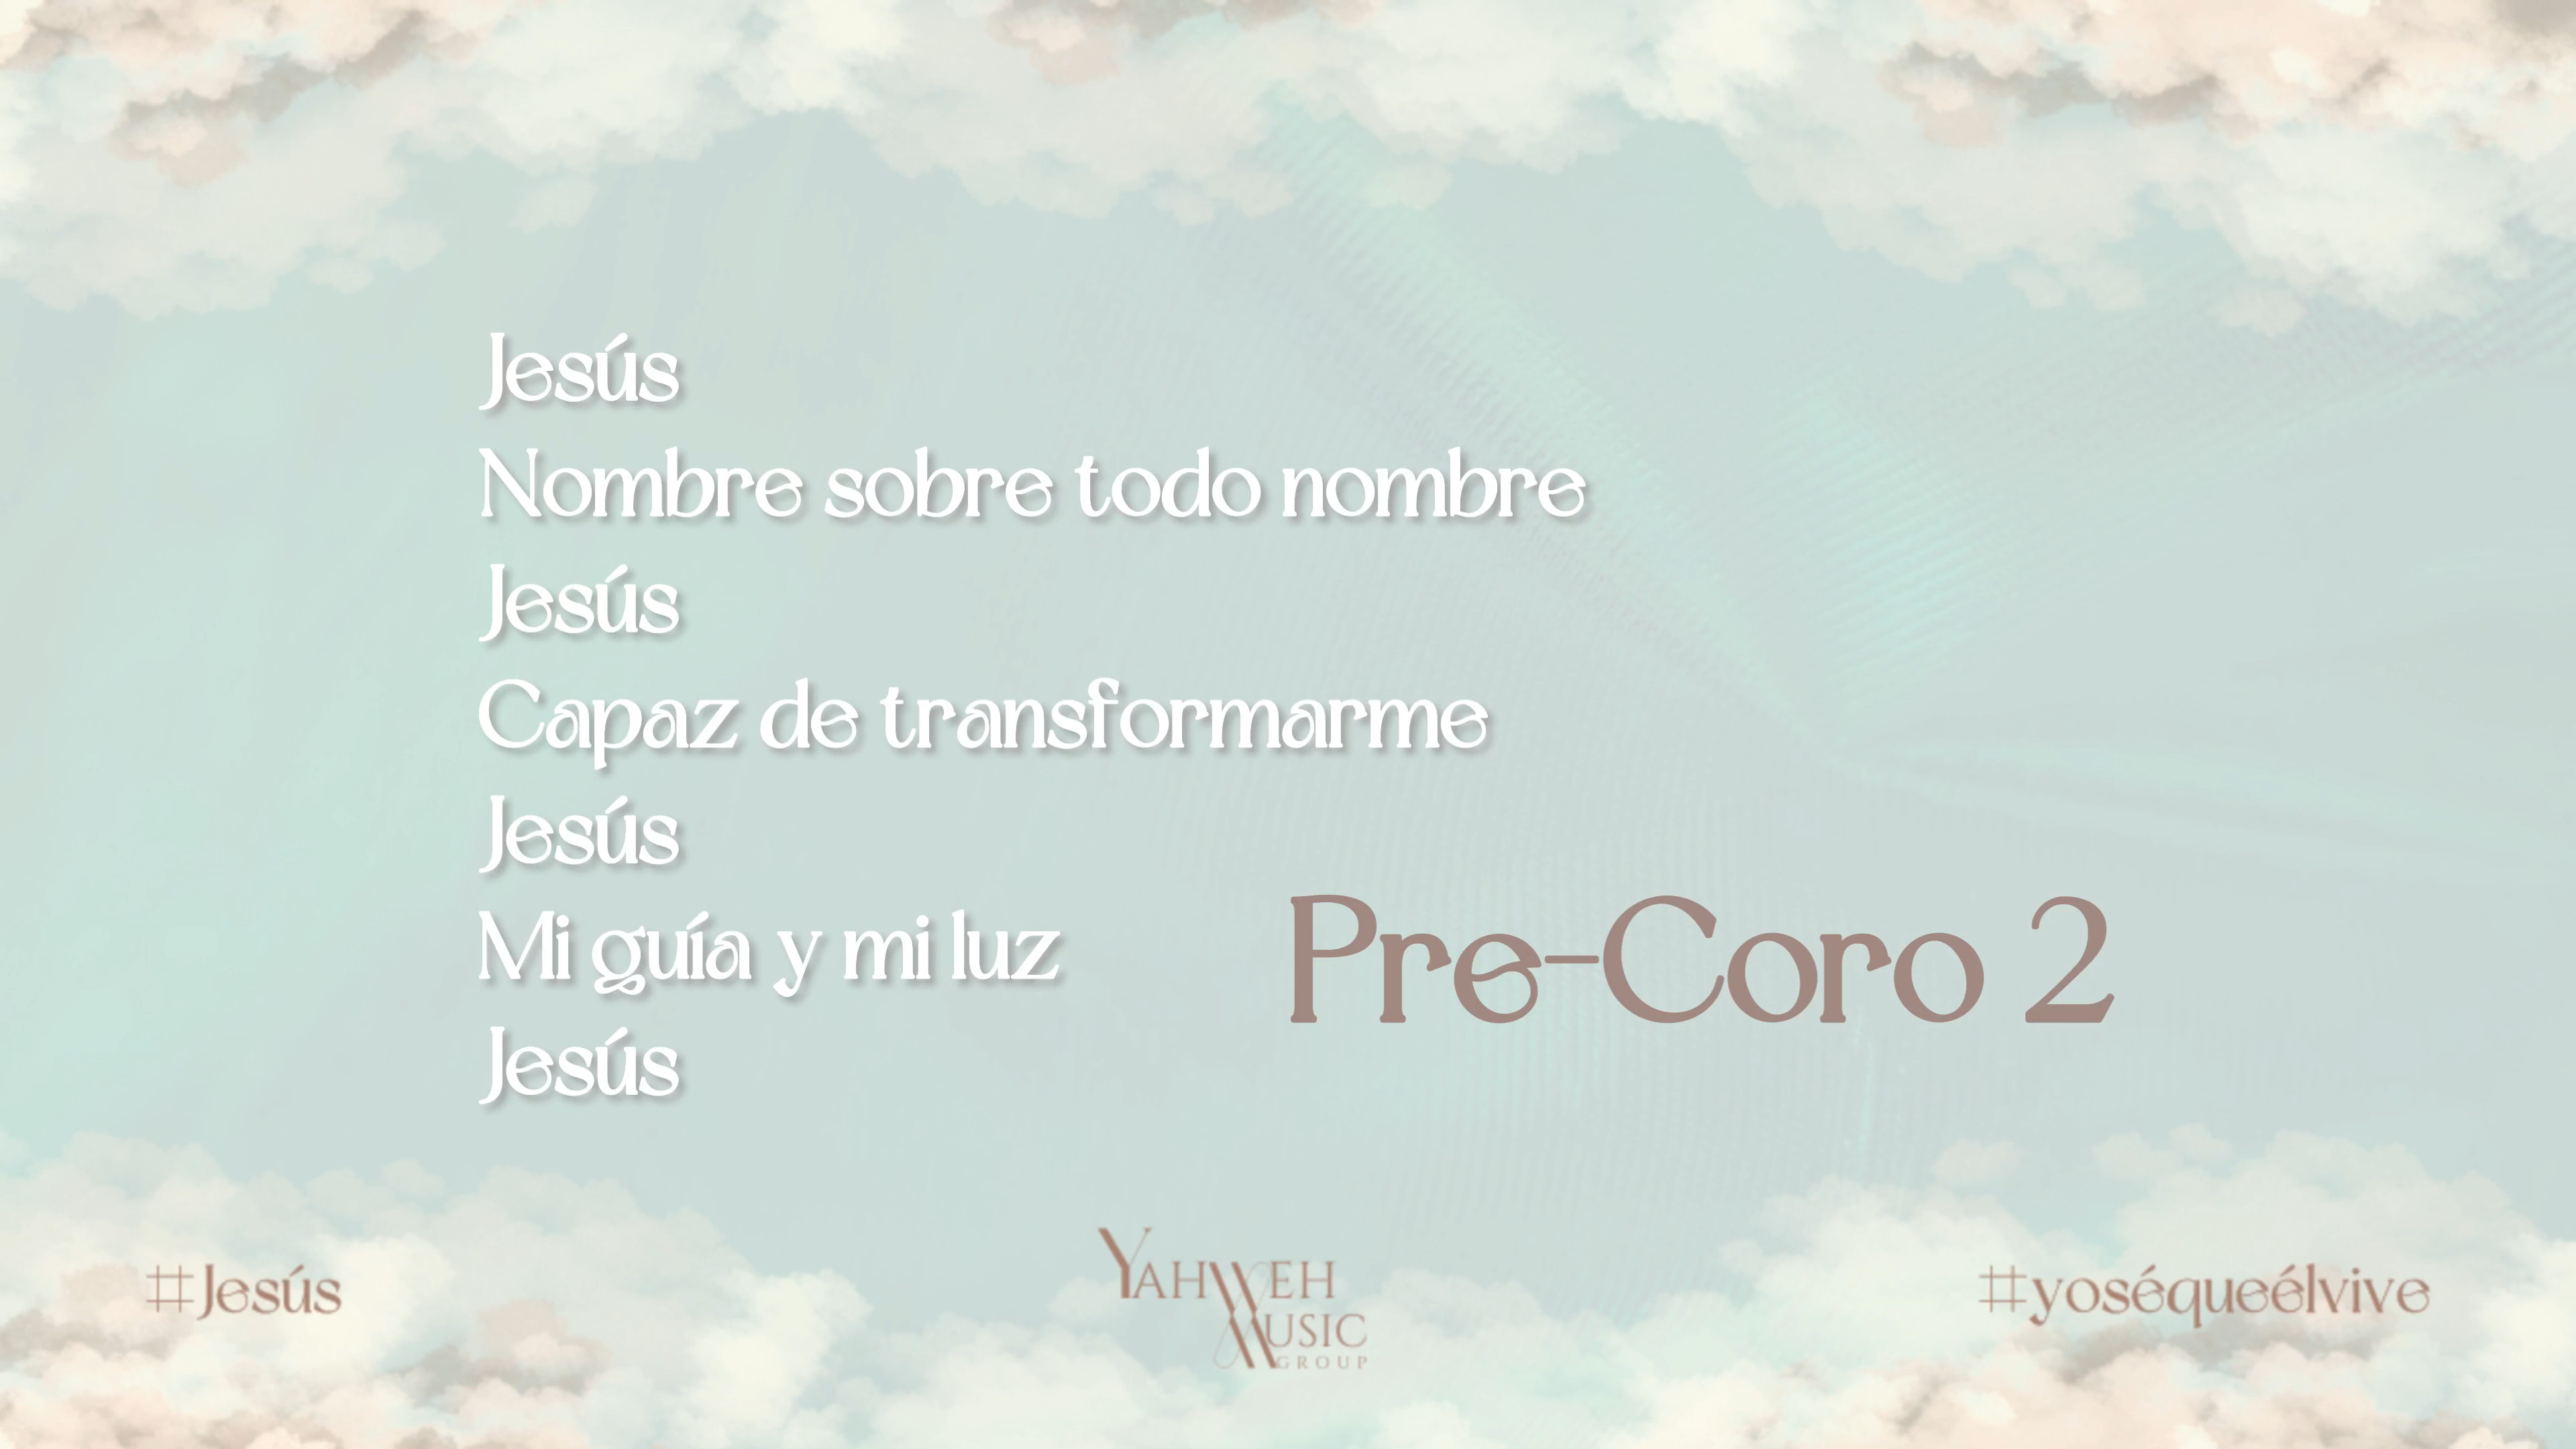 Jesús
Nombre sobre todo nombre
Jesús
Capaz de transformarme
Jesús
Mi guía y mi luz
Jesús
Pre-Coro 2
#Jesús
YAHWEH
MUSIC
GROUP
#yoséqueélvive